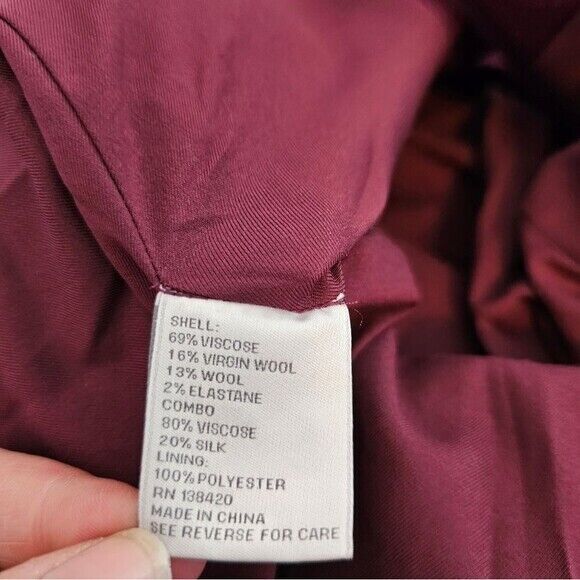 SHELL:
69% VISCOSE
16% VIRGIN WOOL
13% WOOL
2% ELASTANE
COMBO
80% VISCOSE
20% SILK
LINING:
100% POLYESTER
RN 138420
MADE IN CHINA
SEE REVERSE FOR CARE